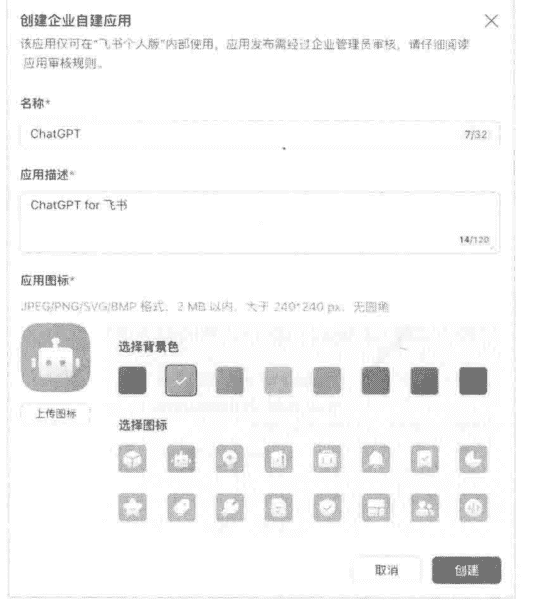 创建企业自建应用
该应用仅可在“飞书个人版”内部使用，应用发布需经过企业管理员审核，请仔细阅读
应用审核规则。
名称*
ChatGPT
7/32
应用描述*
ChatGPT for 飞书
14/120
应用图标*
JPEG/PNG/SVG/BMP 格式、2 MB 以内、大于 240*240 px、无圆角
选择背景色
上传图标
选择图标
取消
创建